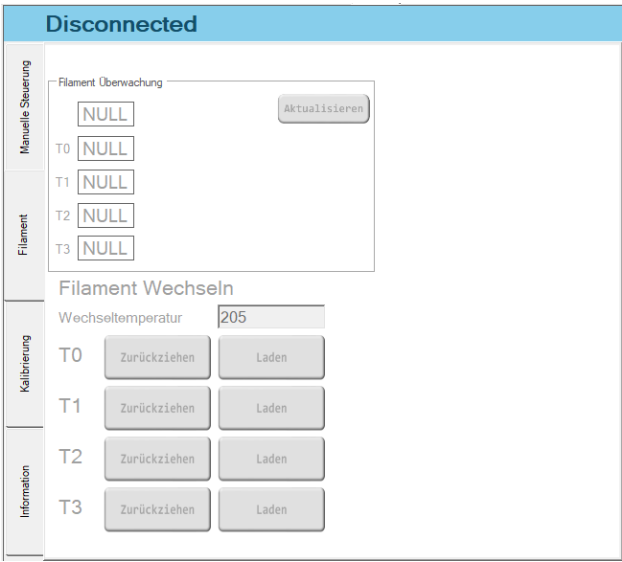 Disconnected
Manuelle Steuerung
Filament
Kalibrierung
Information
Filament Überwachung
NULL
Aktualisieren
T0 NULL
T1 NULL
T2 NULL
T3 NULL
Filament Wechseln
Wechseltemperatur 205
T0 Zurückziehen Laden
T1 Zurückziehen Laden
T2 Zurückziehen Laden
T3 Zurückziehen Laden